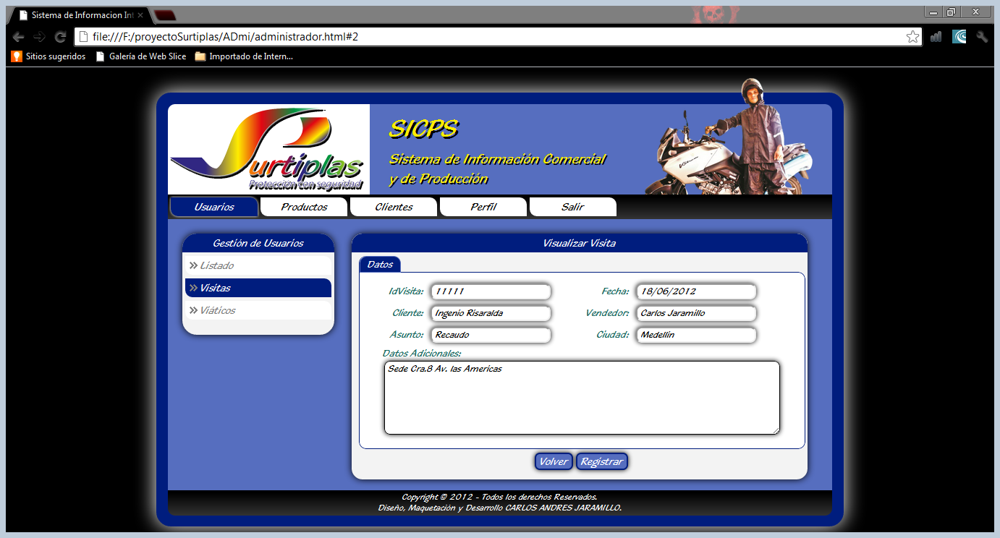 Sistema de Informacion Int
file:///F:/proyectoSurtiplas/ADmi/administrador.html#2
Sitios sugeridos Galería de Web Slice Importado de Intern...
urtiplas
Protección con seguridad
SICPS
Sistema de Información Comercial
y de Producción
Usuarios Productos Clientes Perfil Salir
Gestión de Usuarios
» Listado
» Visitas
» Viáticos
Visualizar Visita
Datos
IdVisita: 11111 Fecha: 18/06/2012
Cliente: Ingenio Risaralda Vendedor: Carlos Jaramillo
Asunto: Recaudo Ciudad: Medellín
Datos Adicionales:
Sede Cra.8 Av. las Americas
Volver Registrar
Copyright © 2012 - Todos los derechos Reservados.
Diseño, Maquetación y Desarrollo CARLOS ANDRES JARAMILLO.